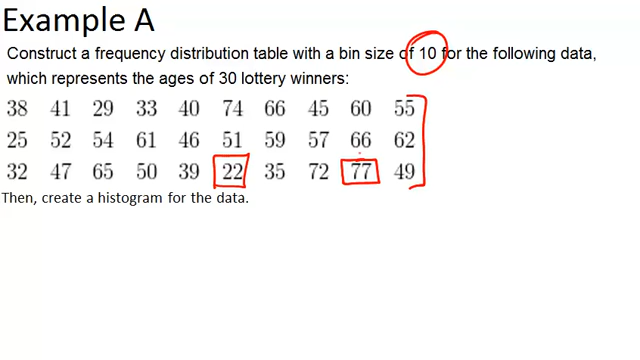 Example A
Construct a frequency distribution table with a bin size of 10 for the following data,
which represents the ages of 30 lottery winners:
38 41 29 33 40 74 66 45 60 55
25 52 54 61 46 51 59 57 66 62
32 47 65 50 39 22 35 72 77 49
Then, create a histogram for the data.